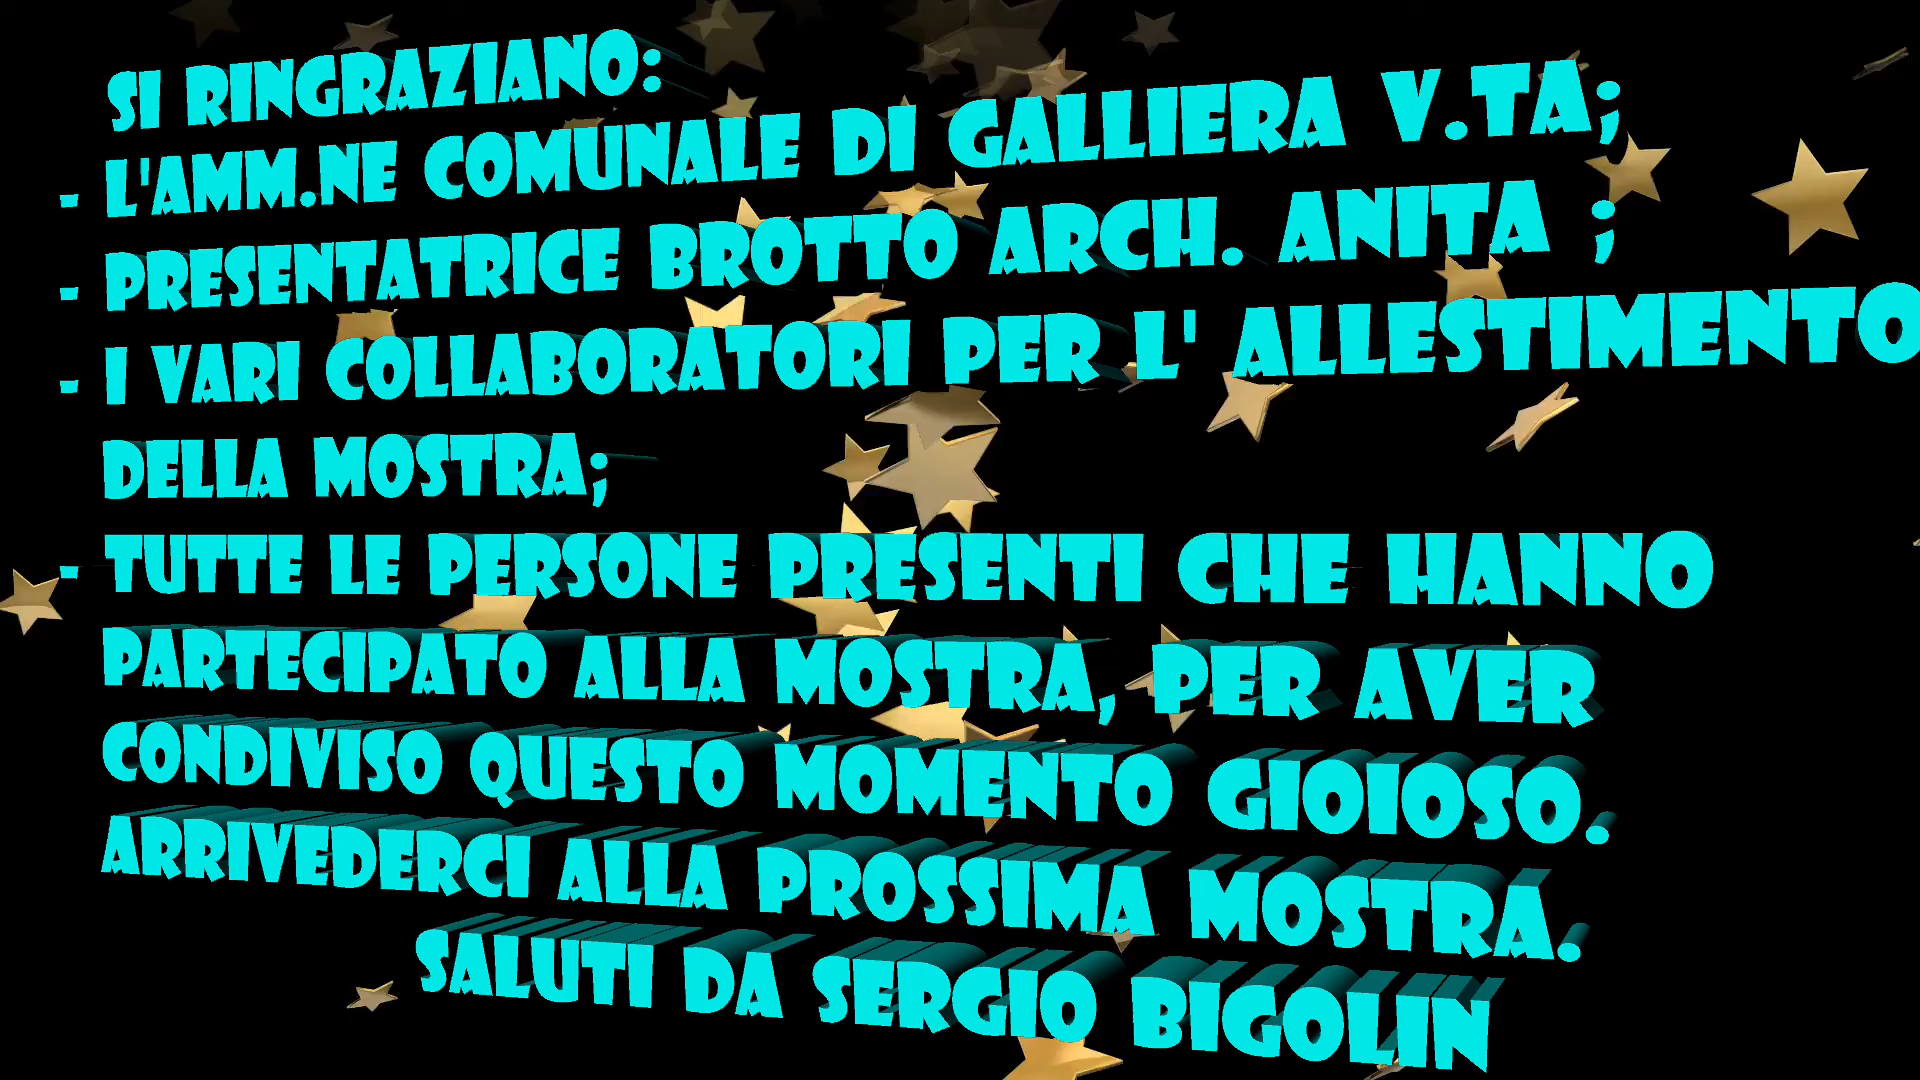 SI RINGRAZIANO:
- L'AMM.NE COMUNALE DI GALLIERA V.TA;
- PRESENTATRICE BROTTO ARCH. ANITA ;
- I VARI COLLABORATORI PER L' ALLESTIMENTO
DELLA MOSTRA;
- TUTTE LE PERSONE PRESENTI CHE HANNO
PARTECIPATO ALLA MOSTRA, PER AVER
CONDIVISO QUESTO MOMENTO GIOIOSO.
ARRIVEDERCI ALLA PROSSIMA MOSTRA.
SALUTI DA SERGIO BIGOLIN